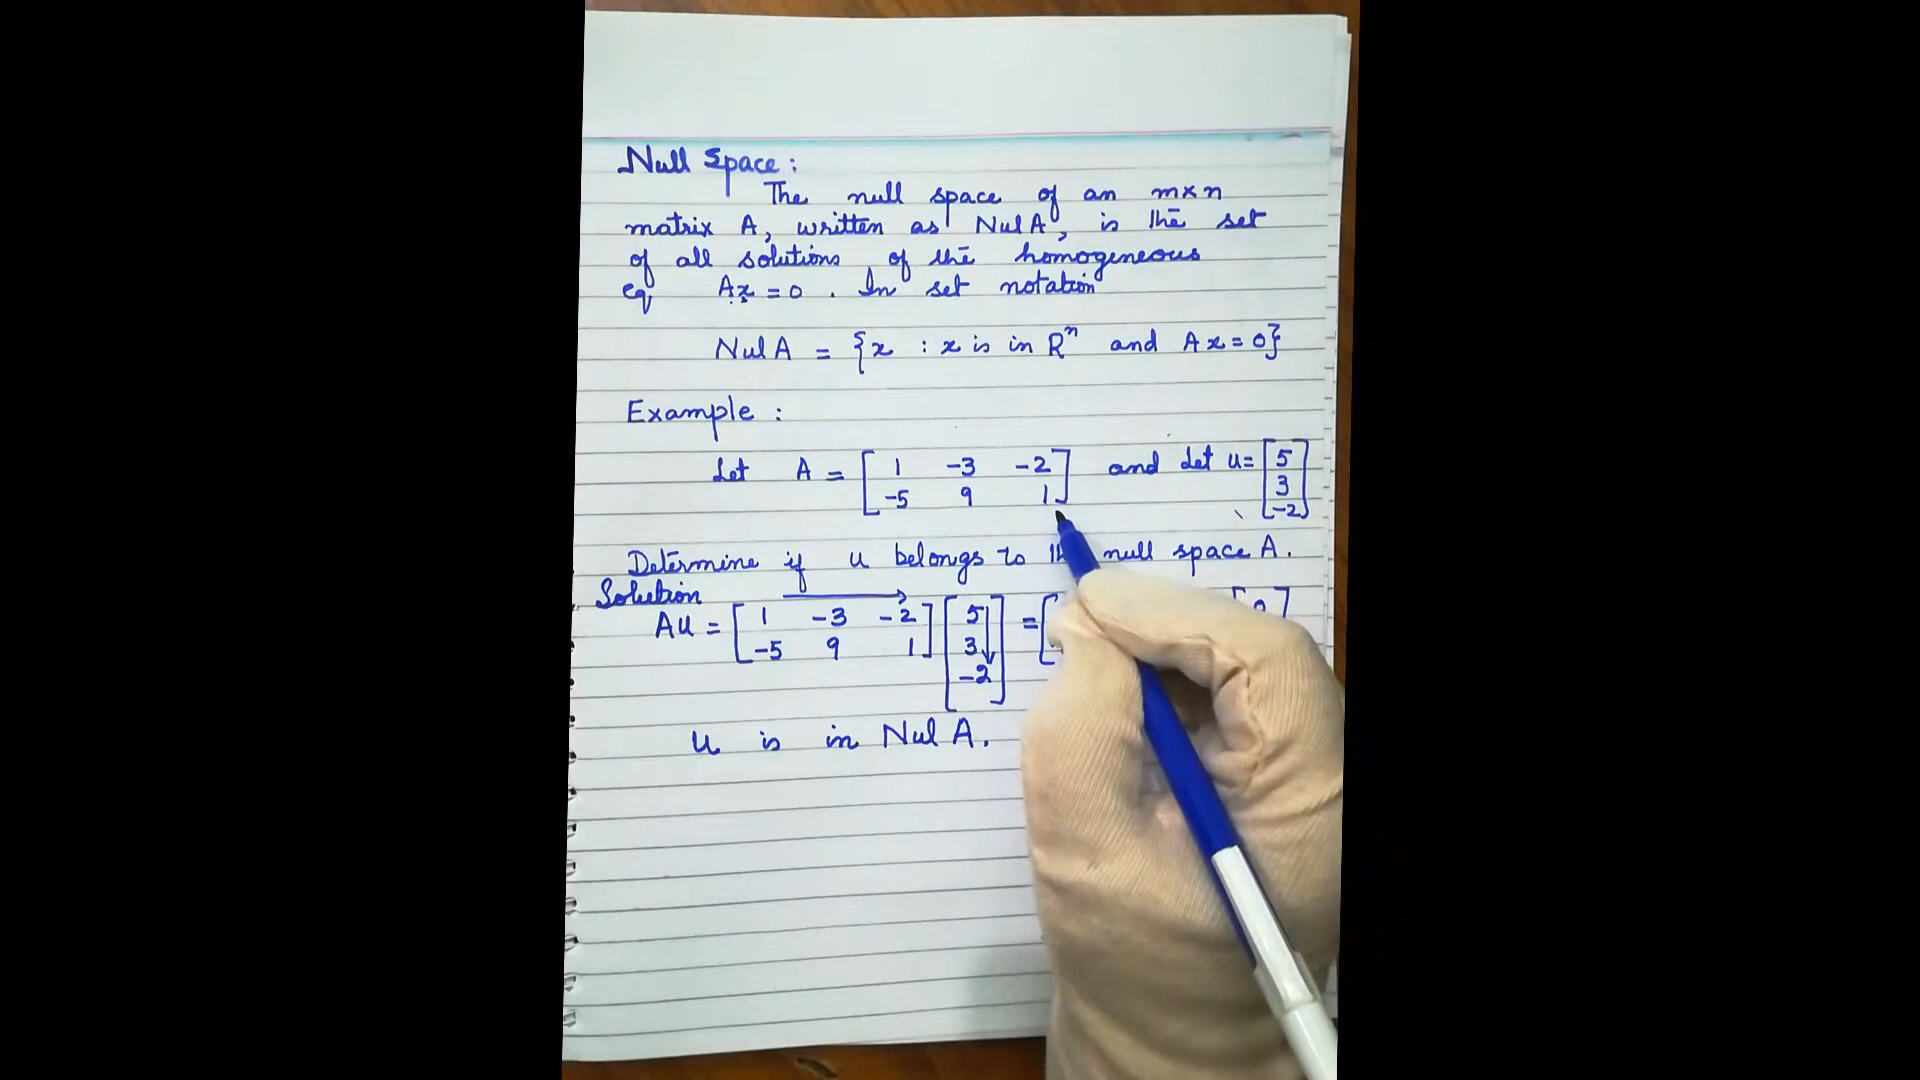 Null Space:
The null space of an m×n
matrix A, written as Nul A, is the set
of all solutions of the homogeneous
eq Ax = 0 . In set notation
Nul A = {x : x is in Rⁿ and Ax = 0}
Example :
Let A = [1 -3 -2] and let u = [5
-5 9 1 3
-2]
Determine if u belongs to null space A.
Solution
Au = [1 -3 -2] [5 = [
-5 9 1 3
-2]
u is in Nul A.